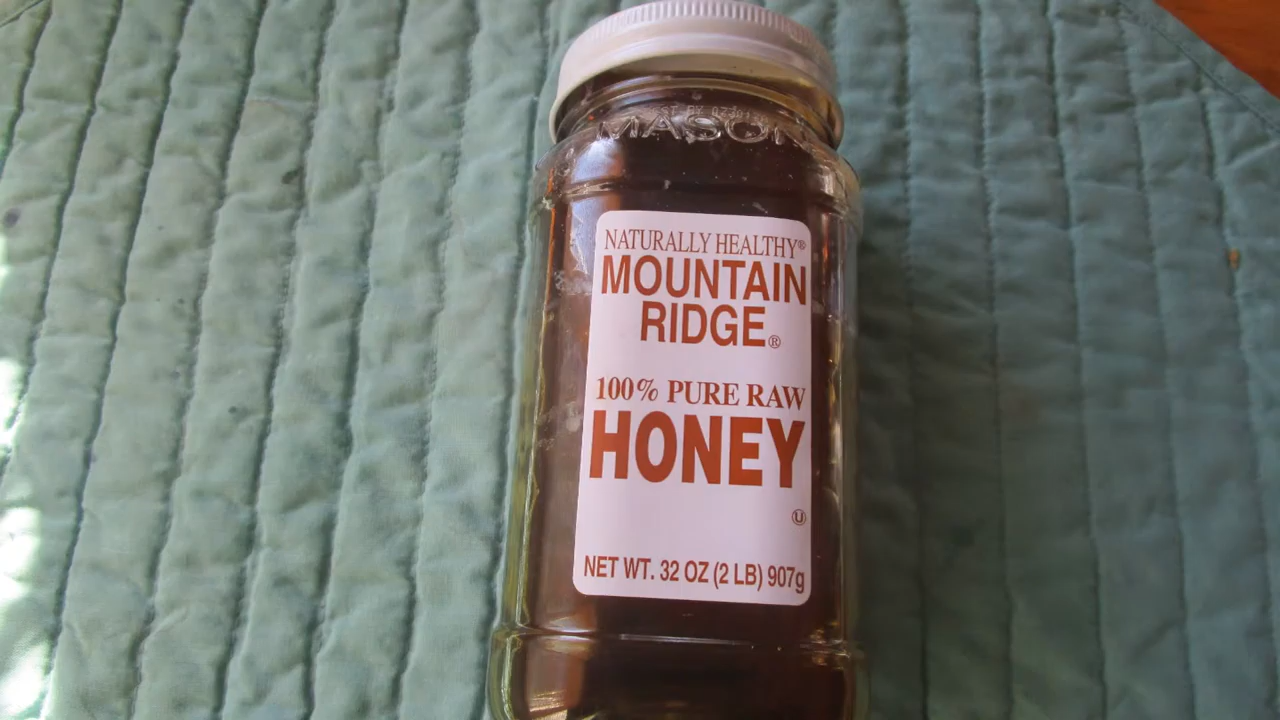 MASON
NATURALLY HEALTHY®
MOUNTAIN
RIDGE®
100% PURE RAW
HONEY
U
NET WT. 32 OZ (2 LB) 907g